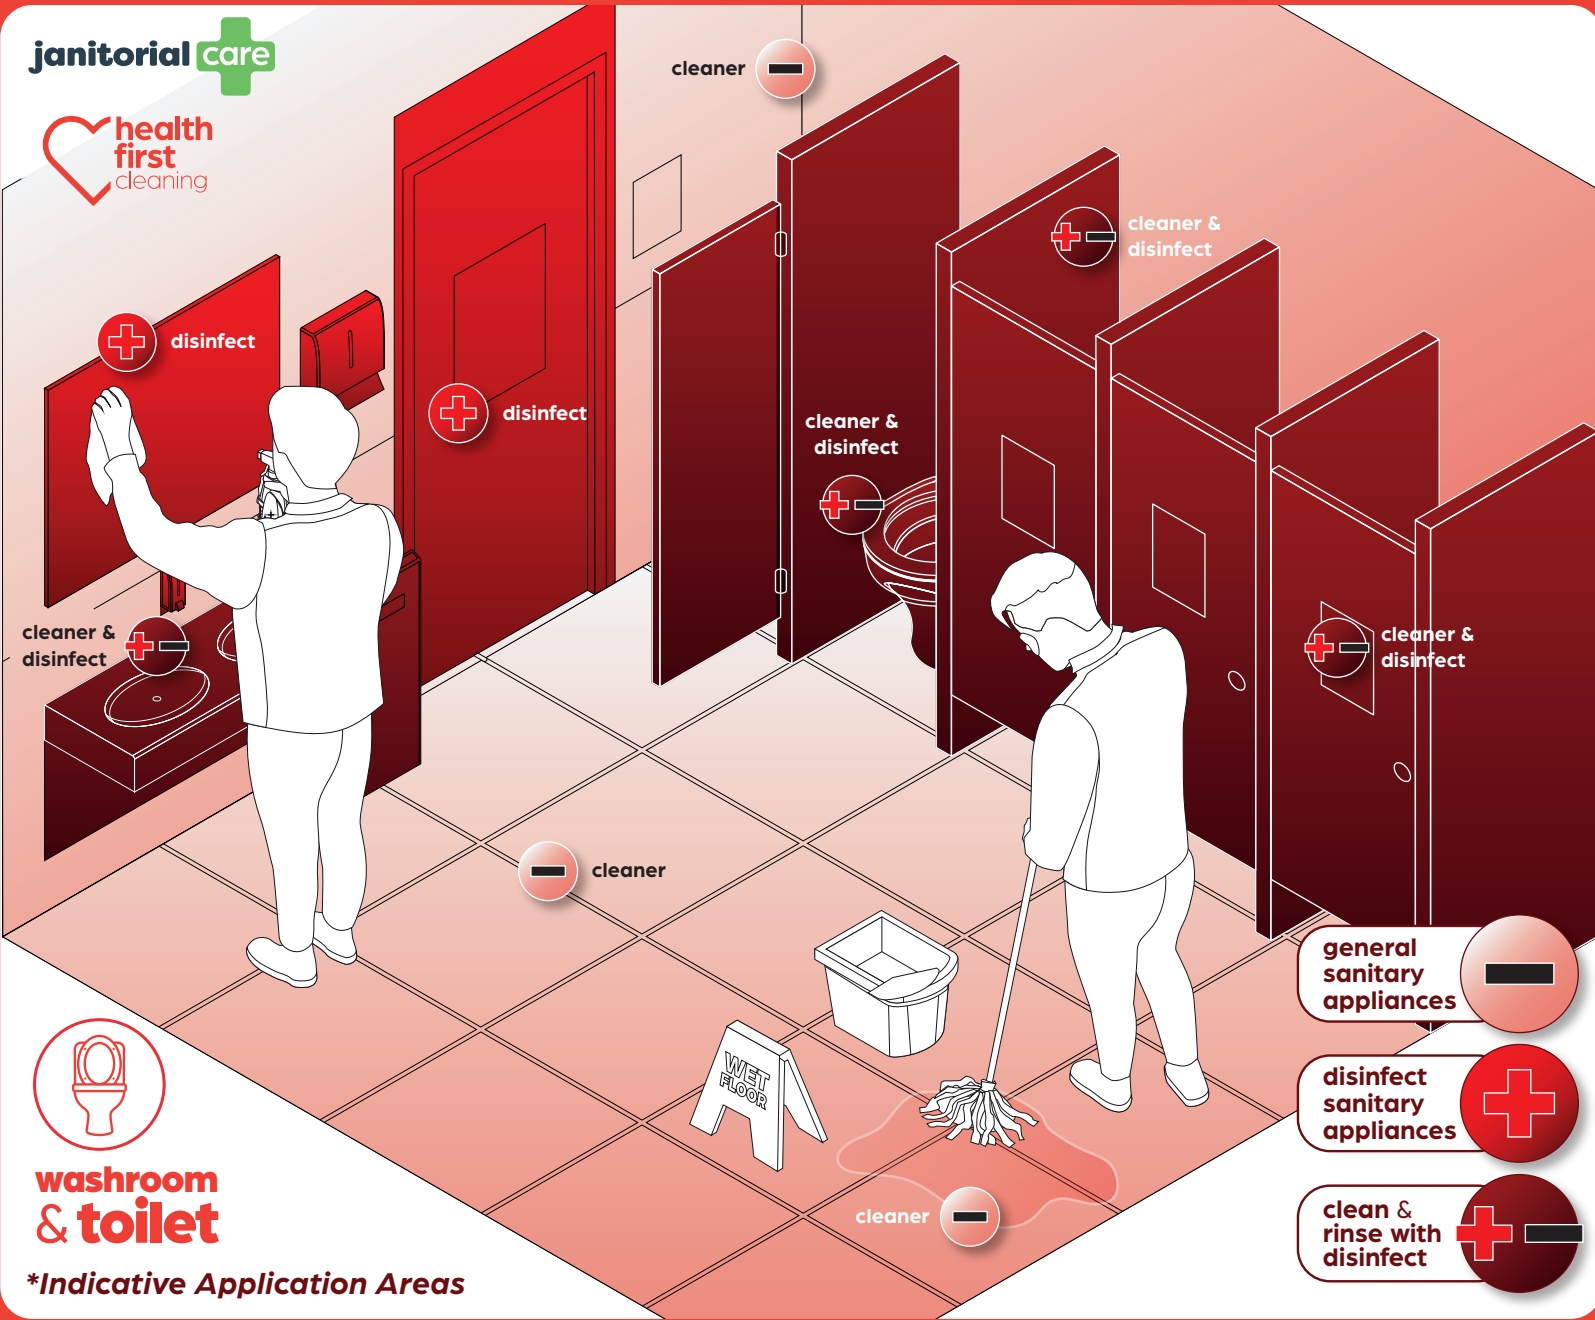 janitorial care
health
first
cleaning
cleaner
cleaner &
disinfect
disinfect
disinfect
cleaner &
disinfect
cleaner &
disinfect
cleaner &
disinfect
cleaner
WET
FLOOR
cleaner
general
sanitary
appliances
disinfect
sanitary
appliances
clean &
rinse with
disinfect
washroom
& toilet
*Indicative Application Areas